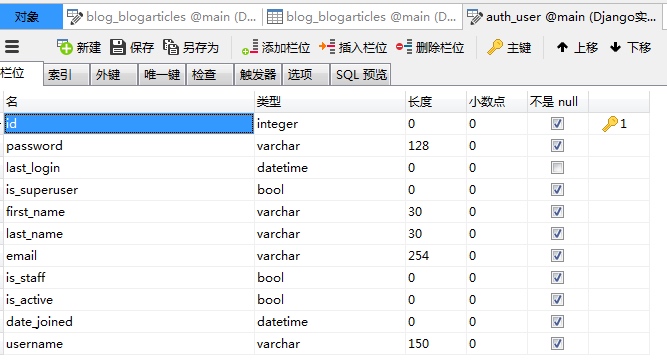 对象 blog_blogarticles @main (D... blog_blogarticles @main (D... auth_user @main (Django实...
新建 保存 另存为 添加栏位 插入栏位 删除栏位 主键 上移 下移
栏位 索引 外键 唯一键 检查 触发器 选项 SQL 预览
名 类型 长度 小数点 不是 null
id integer 0 0 1
password varchar 128 0
last_login datetime 0 0
is_superuser bool 0 0
first_name varchar 30 0
last_name varchar 30 0
email varchar 254 0
is_staff bool 0 0
is_active bool 0 0
date_joined datetime 0 0
username varchar 150 0